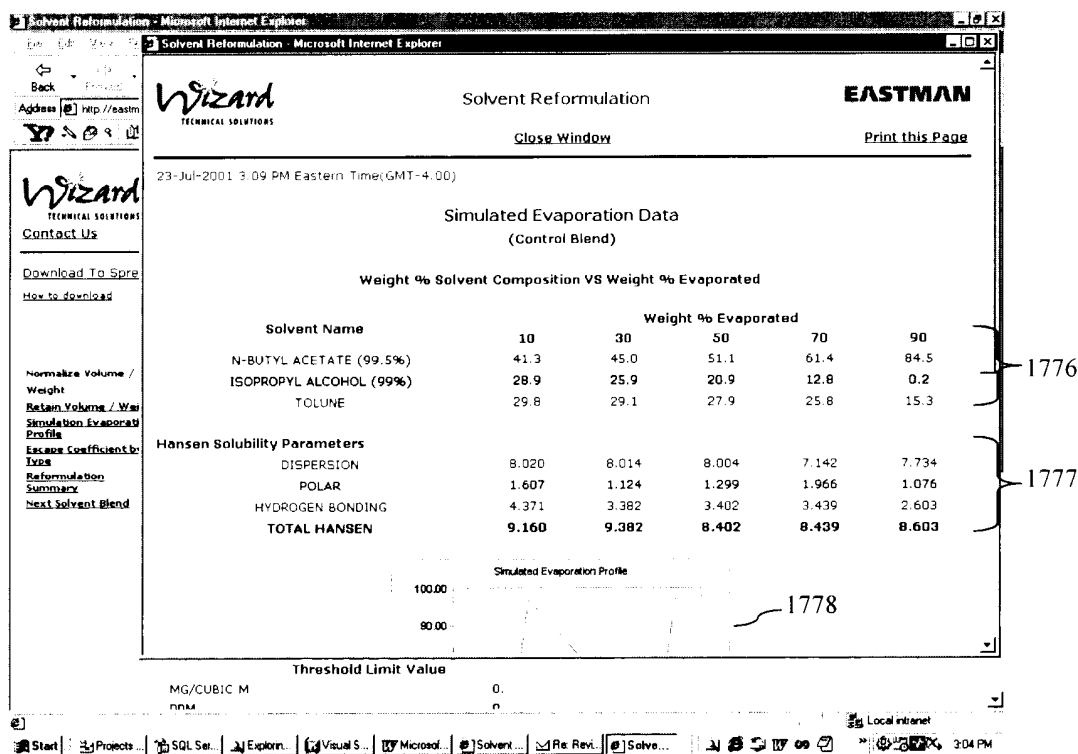 Solvent Reformulation - Microsoft Internet Explorer
Solvent Reformulation - Microsoft Internet Explorer
Back
Address http://eastm
Wizard
TECHNICAL SOLUTIONS
Contact Us
Download To Spre
How to download
Normalize Volume /
Weight
Retain Volume / Wei
Simulation Evaporati
Profile
Escape Coefficient by
Type
Reformulation
Summary
Next Solvent Blend
Wizard
TECHNICAL SOLUTIONS
Solvent Reformulation
EASTMAN
Close Window
Print this Page
23-Jul-2001 3.09 PM Eastern Time(GMT-4.00)
Simulated Evaporation Data
(Control Blend)
Weight % Solvent Composition VS Weight % Evaporated
Solvent Name Weight % Evaporated
10 30 50 70 90
N-BUTYL ACETATE (99.5%) 41.3 45.0 51.1 61.4 84.5
ISOPROPYL ALCOHOL (99%) 28.9 25.9 20.9 12.8 0.2
TOLUNE 29.8 29.1 27.9 25.8 15.3
1776
Hansen Solubility Parameters
DISPERSION 8.020 8.014 8.004 7.142 7.734
POLAR 1.607 1.124 1.299 1.966 1.076
HYDROGEN BONDING 4.371 3.382 3.402 3.439 2.603
TOTAL HANSEN 9.160 9.382 8.402 8.439 8.603
1777
Simulated Evaporation Profile
100.00
90.00
1778
Threshold Limit Value
MG/CUBIC M 0.
Local intranet
Start Projects ... SQL Ser... Explorin... Visual S... Microsof... Solvent ... Re: Revi... Solve... 3:04 PM